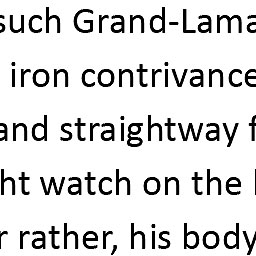 such Grand-Lama
iron contrivance
and straightway f
ht watch on the
r rather, his body